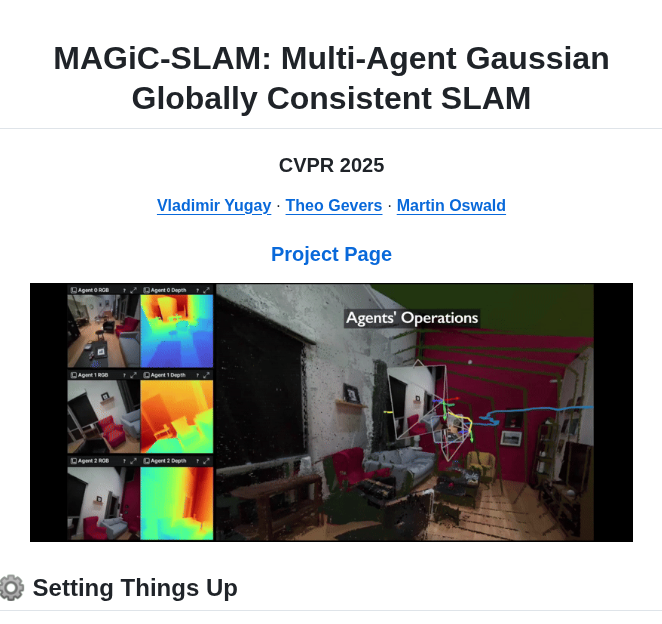 MAGiC-SLAM: Multi-Agent Gaussian
Globally Consistent SLAM
CVPR 2025
Vladimir Yugay · Theo Gevers · Martin Oswald
Project Page
Agent 0 RGB
Agent 0 Depth
Agents' Operations
Agent 1 RGB
Agent 1 Depth
Agent 2 RGB
Agent 2 Depth
Setting Things Up